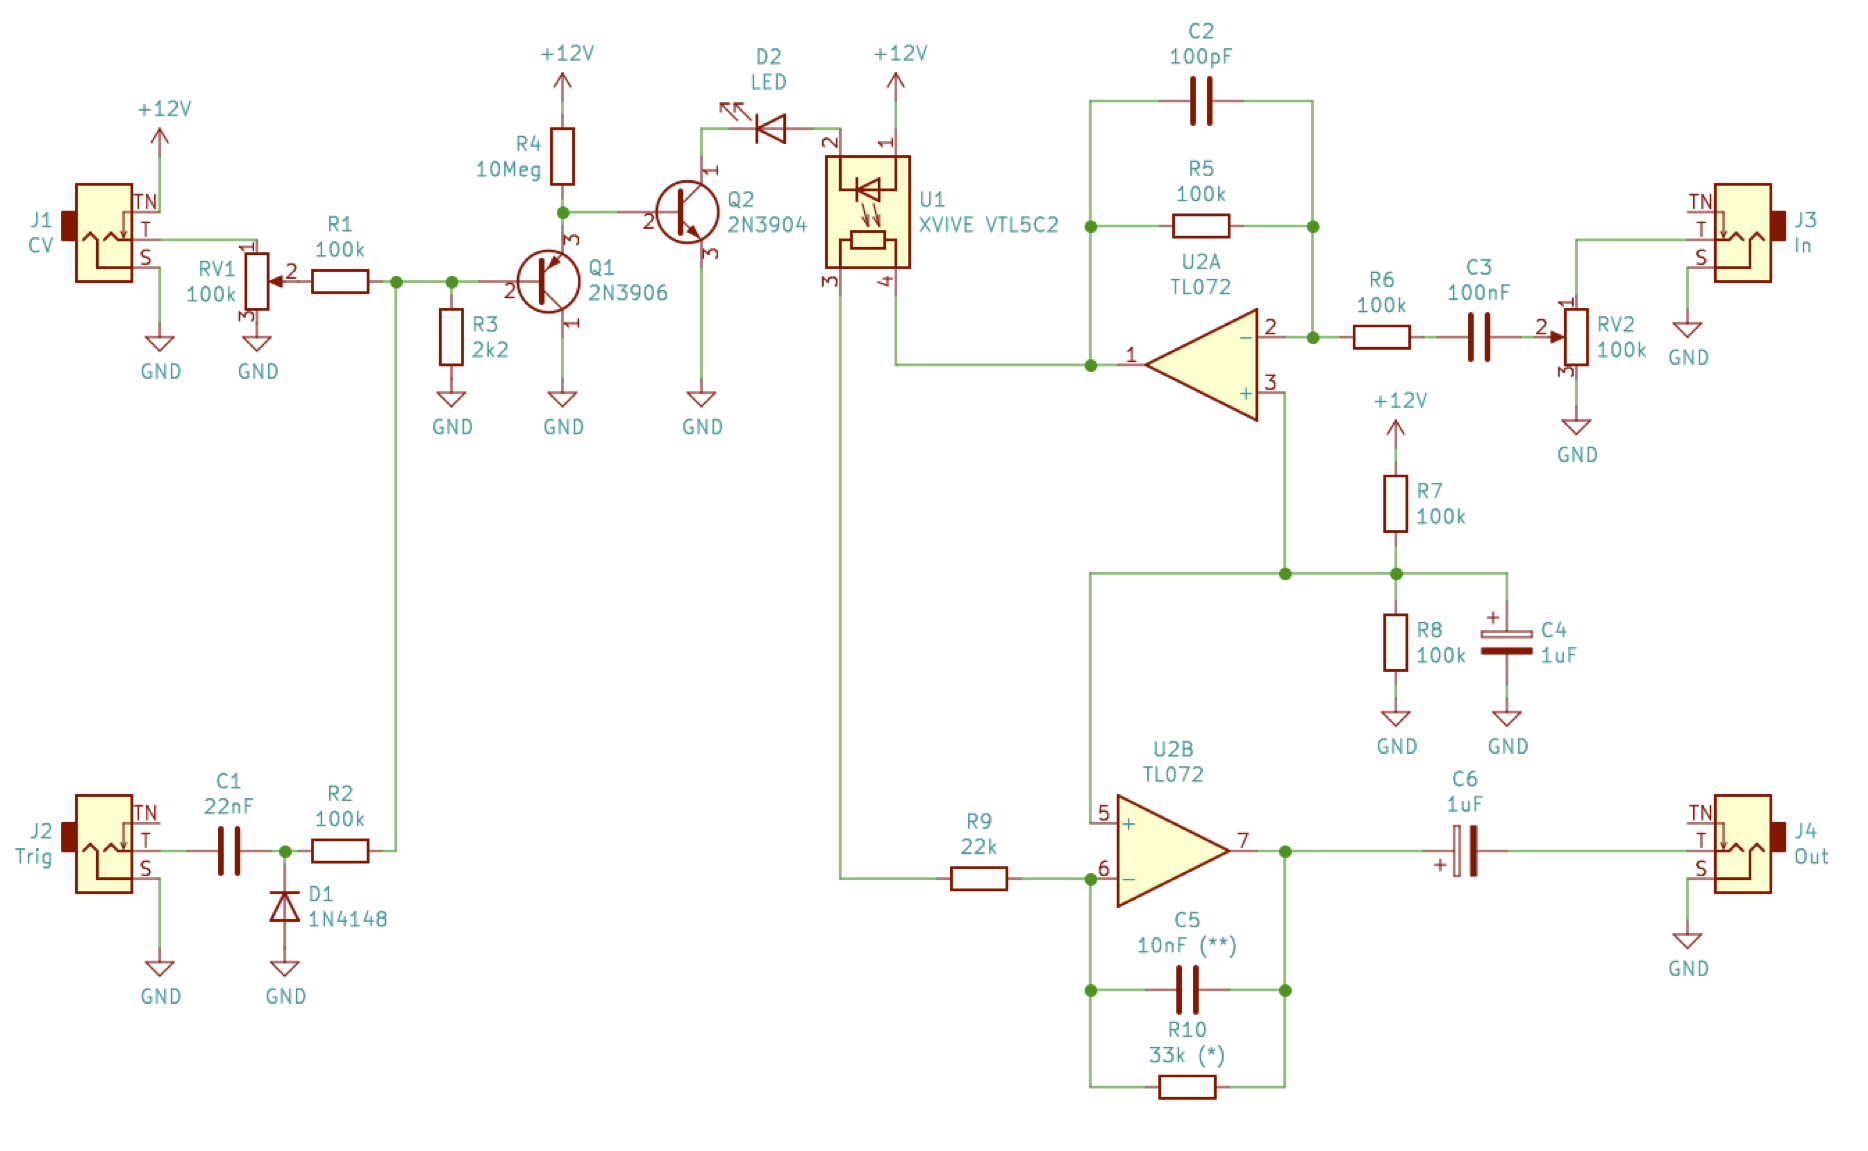 C2
100pF
+12V
D2
LED
+12V
+12V
R4
10Meg
2
1
1
R5
100k
J1
CV
TN
T
S
R1
100k
RV1
100k
1
2
3
2
Q2
2N3904
3
U1
XVIVE VTL5C2
3
4
3
2
Q1
2N3906
1
R3
2k2
U2A
TL072
1
2
−
3
+
R6
100k
C3
100nF
2
1
RV2
100k
3
TN
T
S
J3
In
GND
GND
GND
GND
GND
GND
GND
+12V
R7
100k
R8
100k
+
C4
1uF
GND
GND
U2B
TL072
C6
1uF
J2
Trig
TN
T
S
C1
22nF
R2
100k
D1
1N4148
GND
GND
R9
22k
5
+
6
−
7
+
TN
T
S
J4
Out
GND
C5
10nF (**)
R10
33k (*)